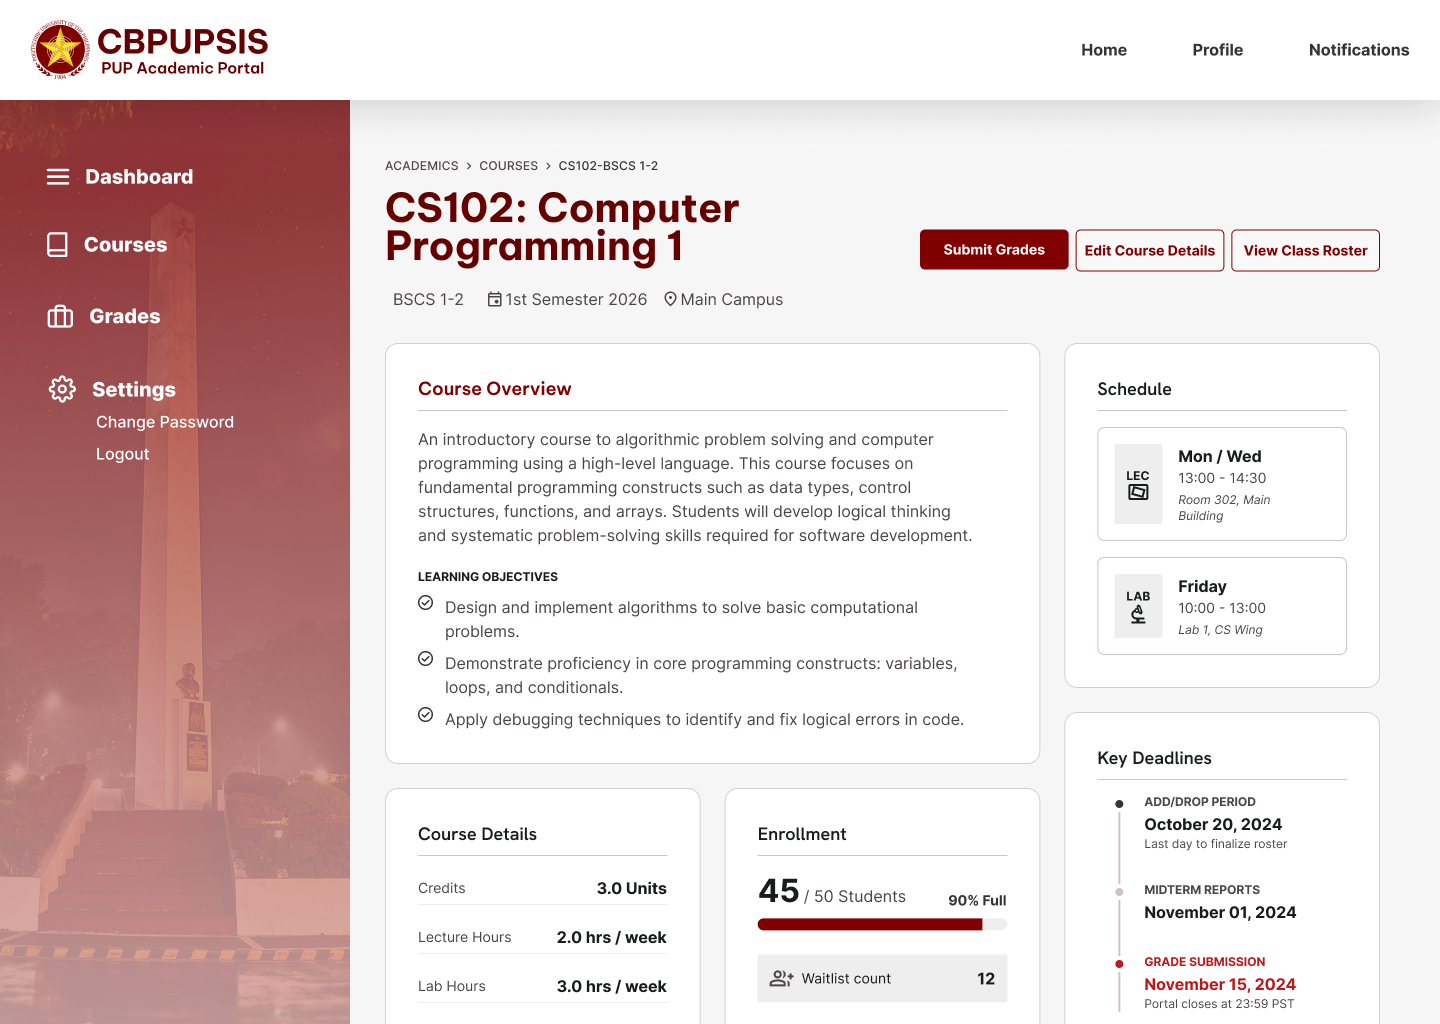 CBPUPSIS
PUP Academic Portal
Home
Profile
Notifications
Dashboard
Courses
Grades
Settings
Change Password
Logout
ACADEMICS > COURSES > CS102-BSCS 1-2
CS102: Computer
Programming 1
Submit Grades
Edit Course Details
View Class Roster
BSCS 1-2
1st Semester 2026
Main Campus
Course Overview
An introductory course to algorithmic problem solving and computer
programming using a high-level language. This course focuses on
fundamental programming constructs such as data types, control
structures, functions, and arrays. Students will develop logical thinking
and systematic problem-solving skills required for software development.
LEARNING OBJECTIVES
Design and implement algorithms to solve basic computational
problems.
Demonstrate proficiency in core programming constructs: variables,
loops, and conditionals.
Apply debugging techniques to identify and fix logical errors in code.
Schedule
LEC
Mon / Wed
13:00 - 14:30
Room 302, Main
Building
LAB
Friday
10:00 - 13:00
Lab 1, CS Wing
Course Details
Credits
3.0 Units
Lecture Hours
2.0 hrs / week
Lab Hours
3.0 hrs / week
Enrollment
45 / 50 Students
90% Full
Waitlist count
12
Key Deadlines
ADD/DROP PERIOD
October 20, 2024
Last day to finalize roster
MIDTERM REPORTS
November 01, 2024
GRADE SUBMISSION
November 15, 2024
Portal closes at 23:59 PST